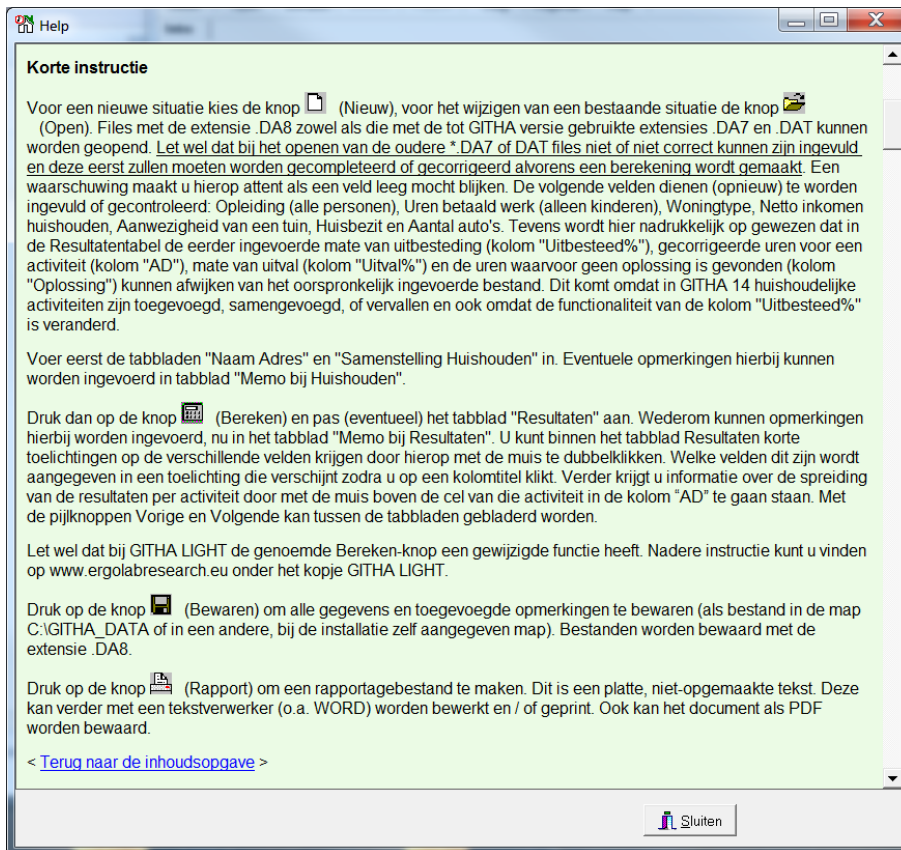 Help
Korte instructie
Voor een nieuwe situatie kies de knop (Nieuw), voor het wijzigen van een bestaande situatie de knop
(Open). Files met de extensie .DA8 zowel als die met de tot GITHA versie gebruikte extensies .DA7 en .DAT kunnen
worden geopend. Let wel dat bij het openen van de oudere *.DA7 of DAT files niet of niet correct kunnen zijn ingevuld
en deze eerst zullen moeten worden gecompleteerd of gecorrigeerd alvorens een berekening wordt gemaakt. Een
waarschuwing maakt u hierop attent als een veld leeg mocht blijken. De volgende velden dienen (opnieuw) te worden
ingevuld of gecontroleerd: Opleiding (alle personen), Uren betaald werk (alleen kinderen), Woningtype, Netto inkomen
huishouden, Aanwezigheid van een tuin, Huisbezit en Aantal auto's. Tevens wordt hier nadrukkelijk op gewezen dat in
de Resultatentabel de eerder ingevoerde mate van uitbesteding (kolom "Uitbesteed%"), gecorrigeerde uren voor een
activiteit (kolom "AD"), mate van uitval (kolom "Uitval%") en de uren waarvoor geen oplossing is gevonden (kolom
"Oplossing") kunnen afwijken van het oorspronkelijk ingevoerde bestand. Dit komt omdat in GITHA 14 huishoudelijke
activiteiten zijn toegevoegd, samengevoegd, of vervallen en ook omdat de functionaliteit van de kolom "Uitbesteed%"
is veranderd.
Voer eerst de tabbladen "Naam Adres" en "Samenstelling Huishouden" in. Eventuele opmerkingen hierbij kunnen
worden ingevoerd in tabblad "Memo bij Huishouden".
Druk dan op de knop (Bereken) en pas (eventueel) het tabblad "Resultaten" aan. Wederom kunnen opmerkingen
hierbij worden ingevoerd, nu in het tabblad "Memo bij Resultaten". U kunt binnen het tabblad Resultaten korte
toelichtingen op de verschillende velden krijgen door hierop met de muis te dubbelklikken. Welke velden dit zijn wordt
aangegeven in een toelichting die verschijnt zodra u op een kolomtitel klikt. Verder krijgt u informatie over de spreiding
van de resultaten per activiteit door met de muis boven de cel van die activiteit in de kolom “AD” te gaan staan. Met
de pijlknoppen Vorige en Volgende kan tussen de tabbladen gebladerd worden.
Let wel dat bij GITHA LIGHT de genoemde Bereken-knop een gewijzigde functie heeft. Nadere instructie kunt u vinden
op www.ergolabresearch.eu onder het kopje GITHA LIGHT.
Druk op de knop (Bewaren) om alle gegevens en toegevoegde opmerkingen te bewaren (als bestand in de map
C:\GITHA_DATA of in een andere, bij de installatie zelf aangegeven map). Bestanden worden bewaard met de
extensie .DA8.
Druk op de knop (Rapport) om een rapportagebestand te maken. Dit is een platte, niet-opgemaakte tekst. Deze
kan verder met een tekstverwerker (o.a. WORD) worden bewerkt en / of geprint. Ook kan het document als PDF
worden bewaard.
< Terug naar de inhoudsopgave >
Sluiten